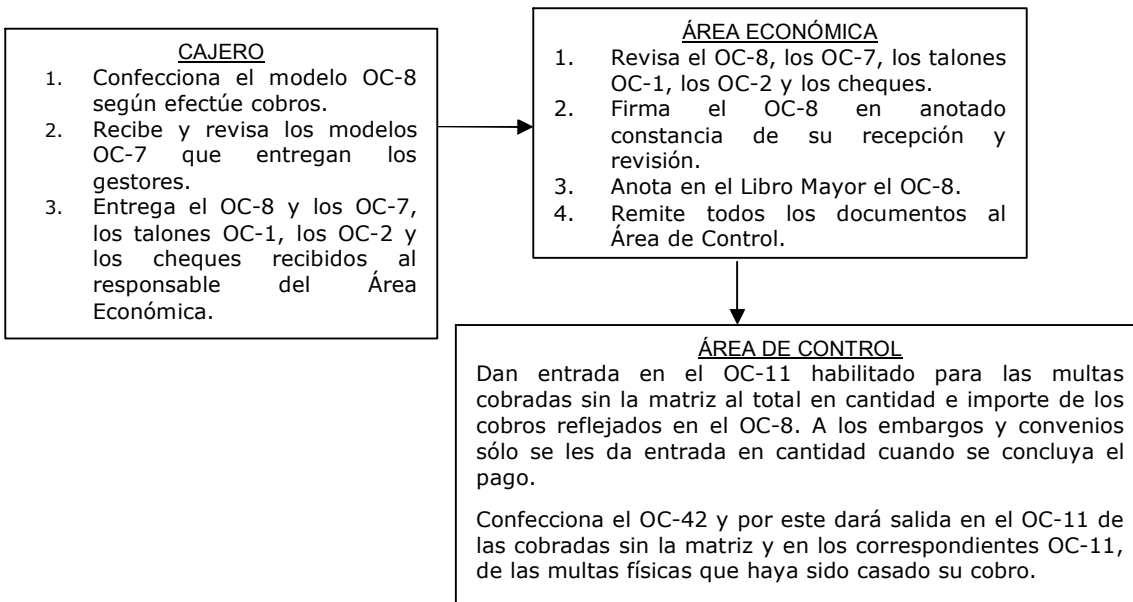 CAJERO
1. Confecciona el modelo OC-8
según efectúe cobros.
2. Recibe y revisa los modelos
OC-7 que entregan los
gestores.
3. Entrega el OC-8 y los OC-7,
los talones OC-1, los OC-2 y
los cheques recibidos al
responsable del Área
Económica.
ÁREA ECONÓMICA
1. Revisa el OC-8, los OC-7, los talones
OC-1, los OC-2 y los cheques.
2. Firma el OC-8 en anotado
constancia de su recepción y
revisión.
3. Anota en el Libro Mayor el OC-8.
4. Remite todos los documentos al
Área de Control.
ÁREA DE CONTROL
Dan entrada en el OC-11 habilitado para las multas
cobradas sin la matriz al total en cantidad e importe de los
cobros reflejados en el OC-8. A los embargos y convenios
sólo se les da entrada en cantidad cuando se concluya el
pago.
Confecciona el OC-42 y por este dará salida en el OC-11 de
las cobradas sin la matriz y en los correspondientes OC-11,
de las multas físicas que haya sido casado su cobro.